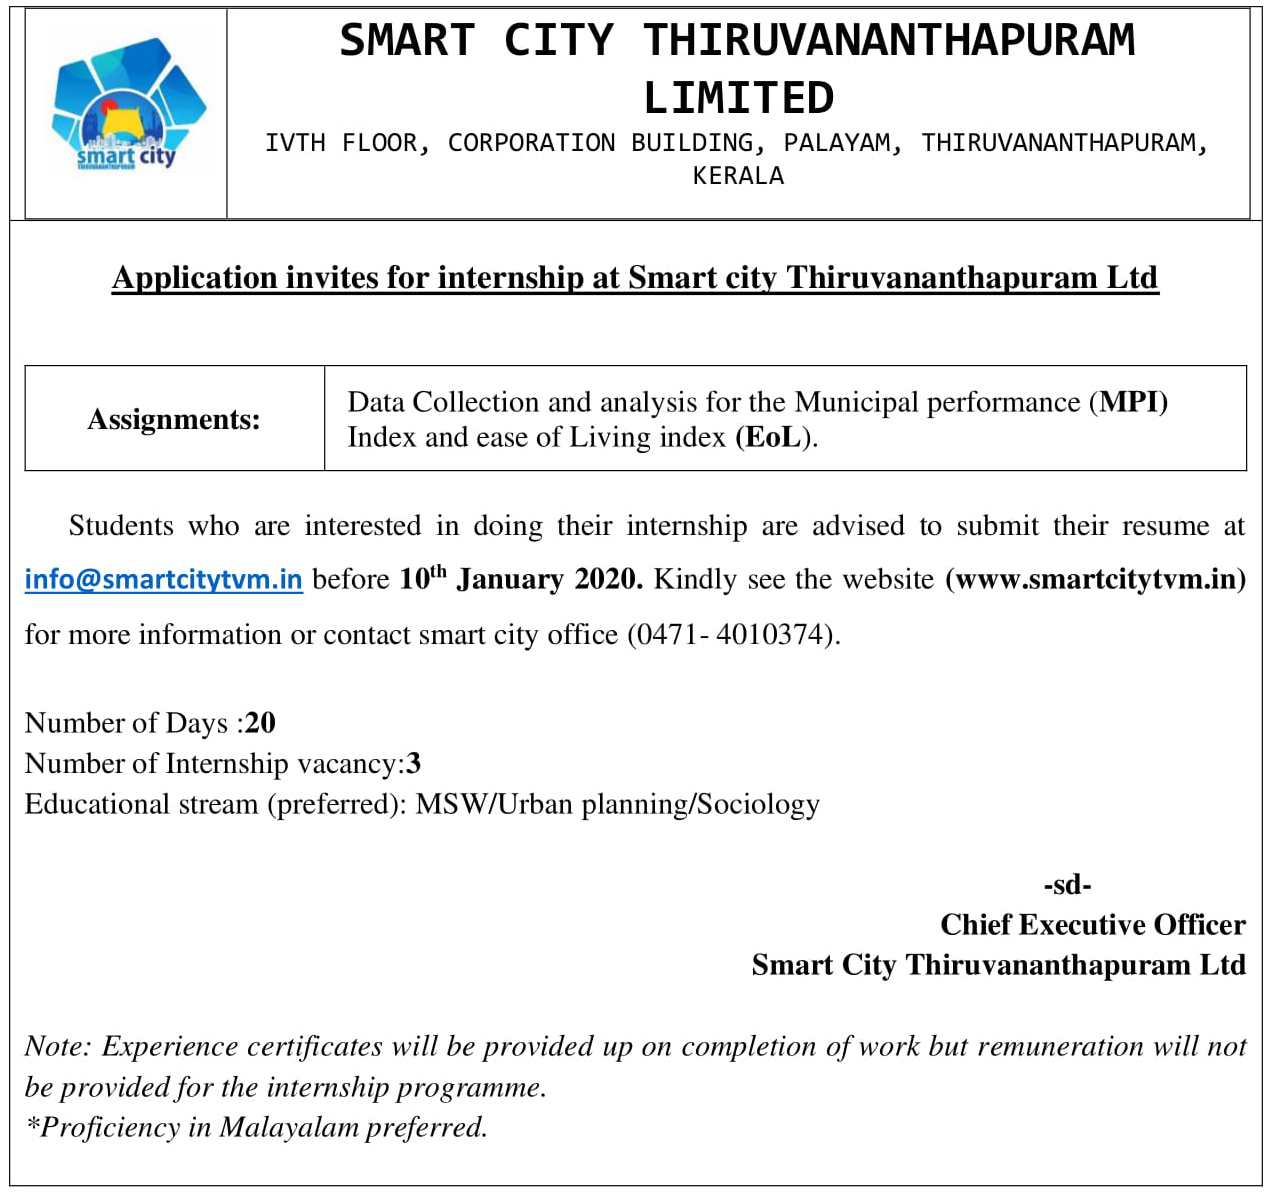 SMART CITY THIRUVANANTHAPURAM
LIMITED
IVTH FLOOR, CORPORATION BUILDING, PALAYAM, THIRUVANANTHAPURAM,
KERALA
smart city
THIRUVANANTHAPURAM
Application invites for internship at Smart city Thiruvananthapuram Ltd
Assignments:
Data Collection and analysis for the Municipal performance (MPI)
Index and ease of Living index (EoL).
Students who are interested in doing their internship are advised to submit their resume at
info@smartcitytvm.in before 10th January 2020. Kindly see the website (www.smartcitytvm.in)
for more information or contact smart city office (0471- 4010374).
Number of Days :20
Number of Internship vacancy:3
Educational stream (preferred): MSW/Urban planning/Sociology
-sd-
Chief Executive Officer
Smart City Thiruvananthapuram Ltd
Note: Experience certificates will be provided up on completion of work but remuneration will not
be provided for the internship programme.
*Proficiency in Malayalam preferred.